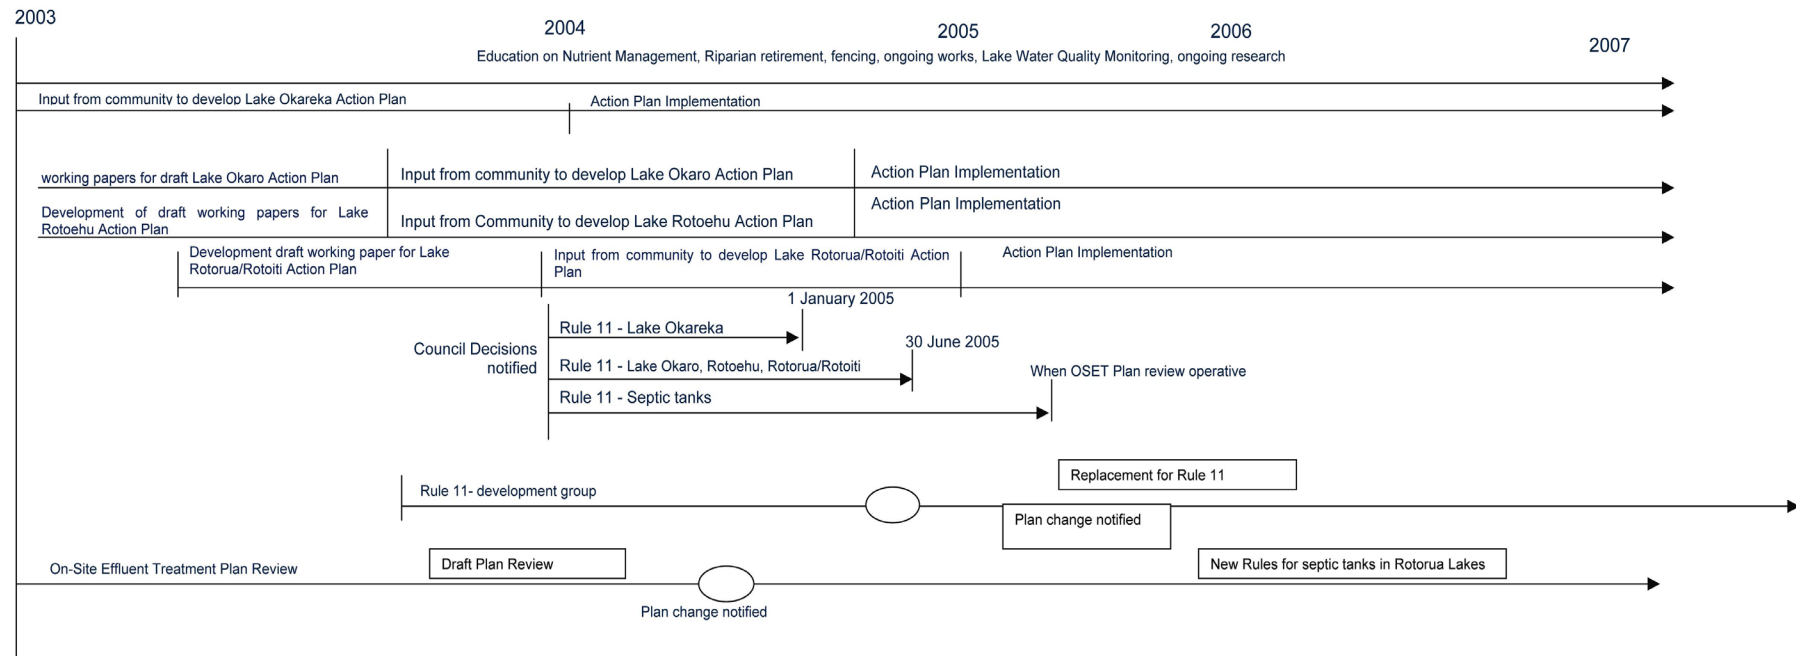 2003
2004
2005
2006
2007
Education on Nutrient Management, Riparian retirement, fencing, ongoing works, Lake Water Quality Monitoring, ongoing research
Input from community to develop Lake Okareka Action Plan
Action Plan Implementation
working papers for draft Lake Okaro Action Plan
Input from community to develop Lake Okaro Action Plan
Action Plan Implementation
Development of draft working papers for Lake
Rotoehu Action Plan
Input from Community to develop Lake Rotoehu Action Plan
Action Plan Implementation
Development draft working paper for Lake
Rotorua/Rotoiti Action Plan
Input from community to develop Lake Rotorua/Rotoiti Action
Plan
Action Plan Implementation
1 January 2005
Rule 11 - Lake Okareka
Council Decisions
notified
30 June 2005
Rule 11 - Lake Okaro, Rotoehu, Rotorua/Rotoiti
When OSET Plan review operative
Rule 11 - Septic tanks
Replacement for Rule 11
Rule 11- development group
Plan change notified
On-Site Effluent Treatment Plan Review
Draft Plan Review
New Rules for septic tanks in Rotorua Lakes
Plan change notified